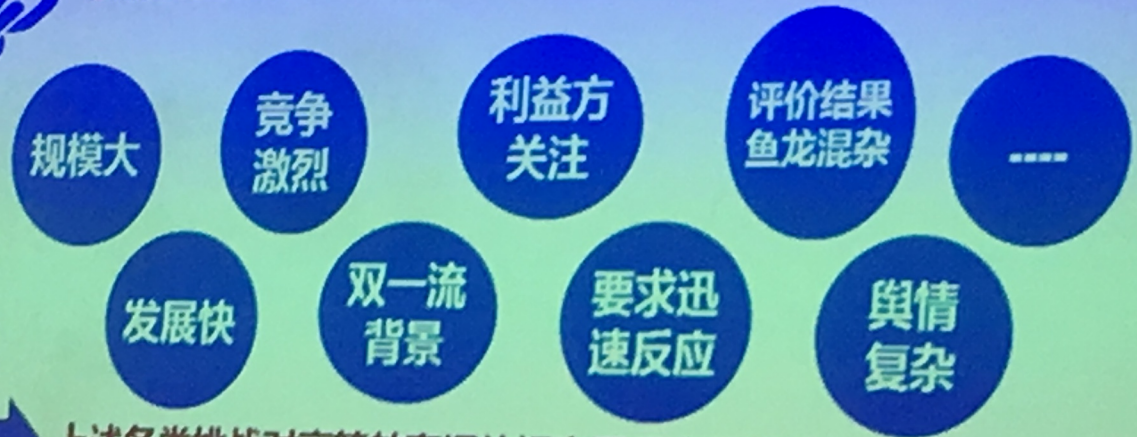 规模大
竞争
激烈
利益方
关注
评价结果
鱼龙混杂
----
发展快
双一流
背景
要求迅
速反应
舆情
复杂